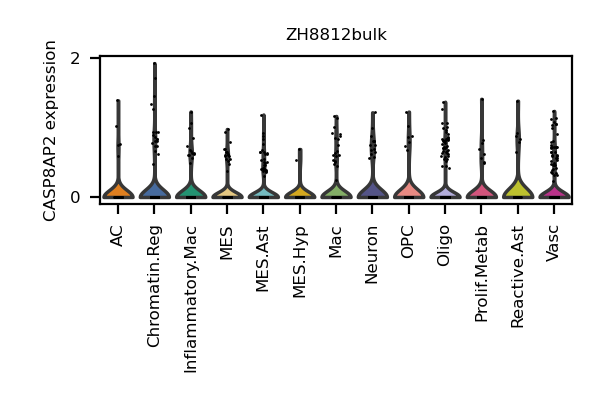 ZH8812bulk
CASP8AP2 expression
2
0
AC
Chromatin.Reg
Inflammatory.Mac
MES
MES.Ast
MES.Hyp
Mac
Neuron
OPC
Oligo
Prolif.Metab
Reactive.Ast
Vasc